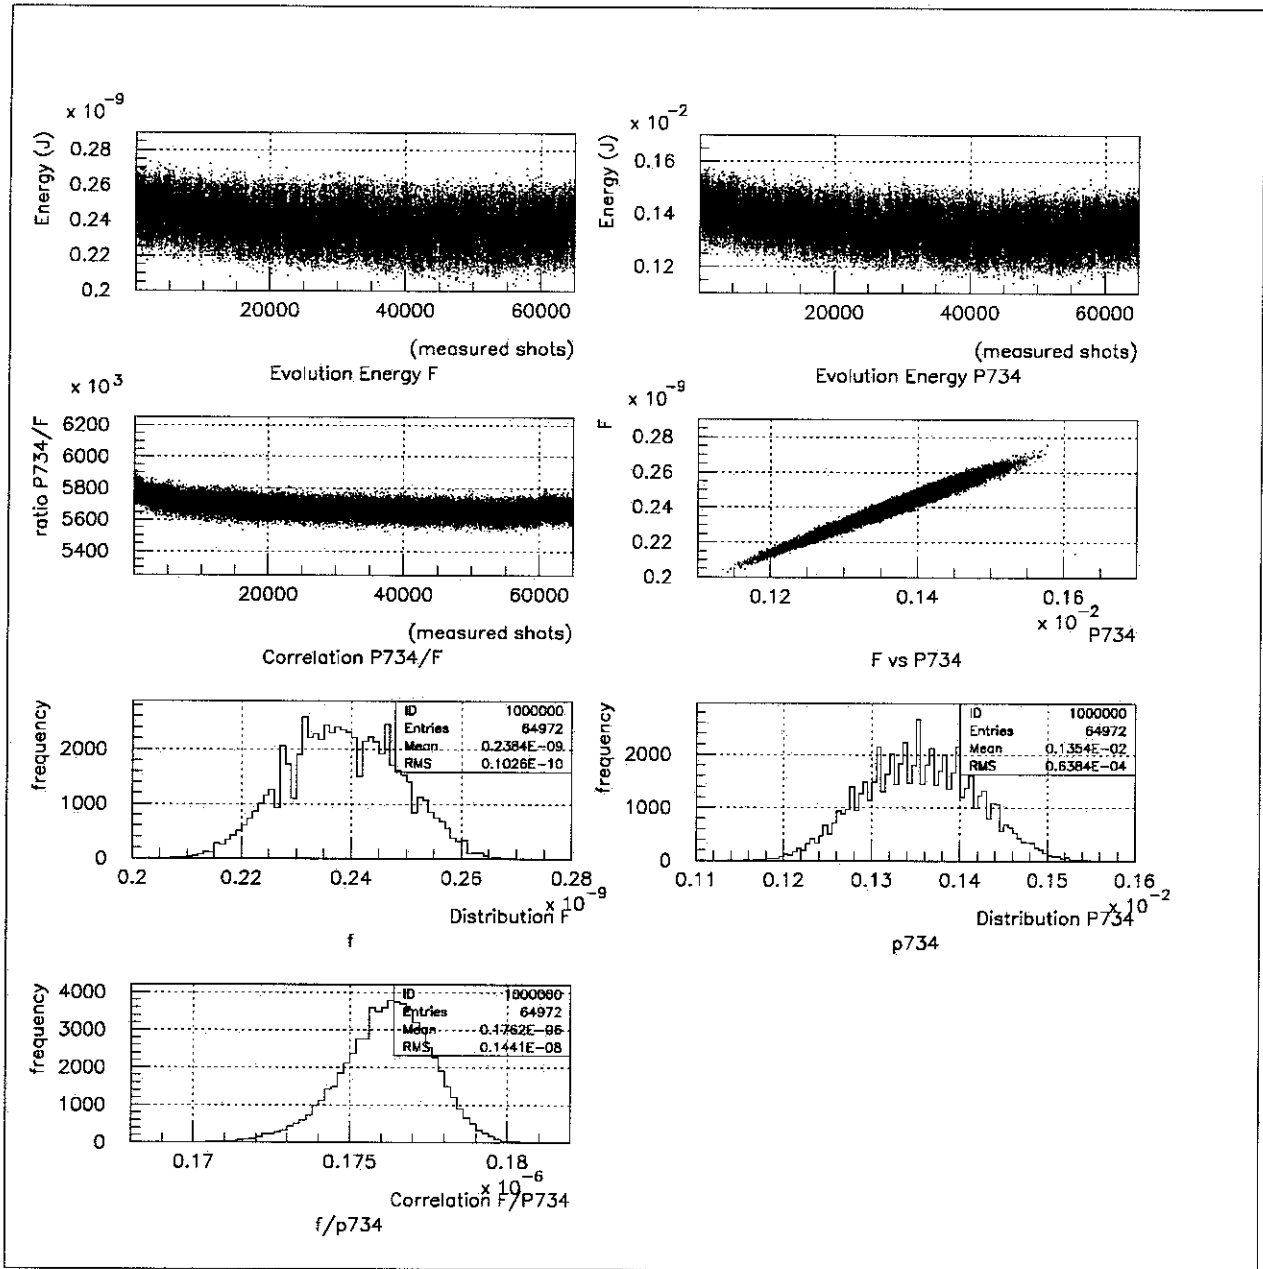 x 10⁻⁹
Energy (J)
0.28
0.26
0.24
0.22
0.2
20000 40000 60000
(measured shots)
Evolution Energy F
x 10⁻²
Energy (J)
0.16
0.14
0.12
20000 40000 60000
(measured shots)
Evolution Energy P734
x 10³
ratio P734/F
6200
6000
5800
5600
5400
20000 40000 60000
(measured shots)
Correlation P734/F
x 10⁻⁹
F
0.28
0.26
0.24
0.22
0.2
0.12 0.14 0.16
x 10⁻²
P734
F vs P734
frequency
2000
1000
0
ID 1000000
Entries 64972
Mean 0.2384E-09
RMS 0.1026E-10
0.2 0.22 0.24 0.26 0.28
x 10⁻⁹
Distribution F
f
frequency
2000
1000
0
ID 1000000
Entries 64972
Mean 0.1354E-02
RMS 0.6384E-04
0.11 0.12 0.13 0.14 0.15 0.16
x 10⁻²
Distribution P734
p734
frequency
4000
3000
2000
1000
0
ID 1000000
Entries 64972
Mean 0.1762E-06
RMS 0.1441E-08
0.17 0.175 0.18
x 10⁻⁶
Correlation F/P734
f/p734